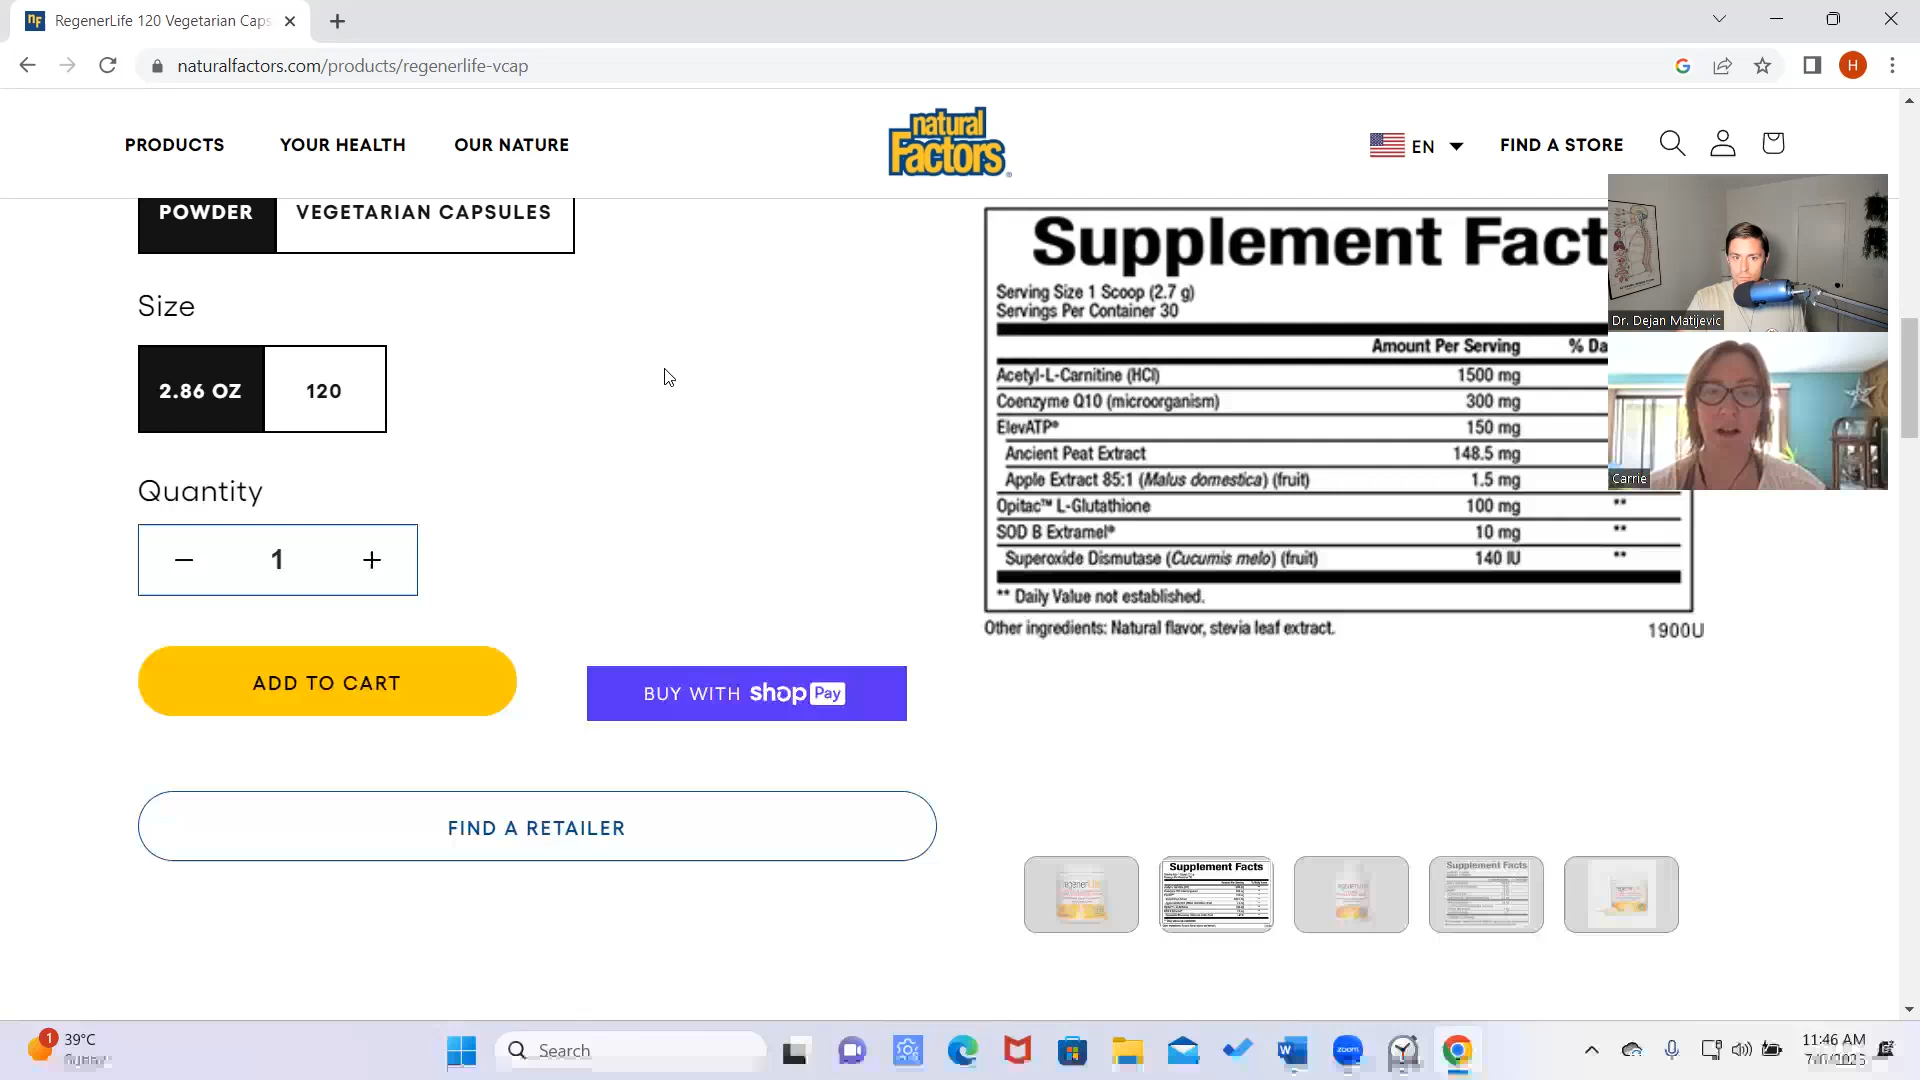 RegenerLife 120 Vegetarian Caps
naturalfactors.com/products/regenerlife-vcap
H
PRODUCTS
YOUR HEALTH
OUR NATURE
natural
Factors
EN
FIND A STORE
POWDER
VEGETARIAN CAPSULES
Size
2.86 OZ
120
Quantity
− 1 +
ADD TO CART
BUY WITH shop Pay
FIND A RETAILER
Supplement Fact
Serving Size 1 Scoop (2.7 g)
Servings Per Container 30
Amount Per Serving % Da
Acetyl-L-Carnitine (HCl) 1500 mg
Coenzyme Q10 (microorganism) 300 mg
ElevATP® 150 mg
Ancient Peat Extract 148.5 mg
Apple Extract 85:1 (Malus domestica) (fruit) 1.5 mg
Opitac™ L-Glutathione 100 mg **
SOD B Extramel® 10 mg **
Superoxide Dismutase (Cucumis melo) (fruit) 140 IU **
** Daily Value not established.
Other ingredients: Natural flavor, stevia leaf extract.
1900U
Dr. Dejan Matijevic
Carrie
Supplement Facts
Supplement Facts
1
39°C
Search
zoom
11:46 AM